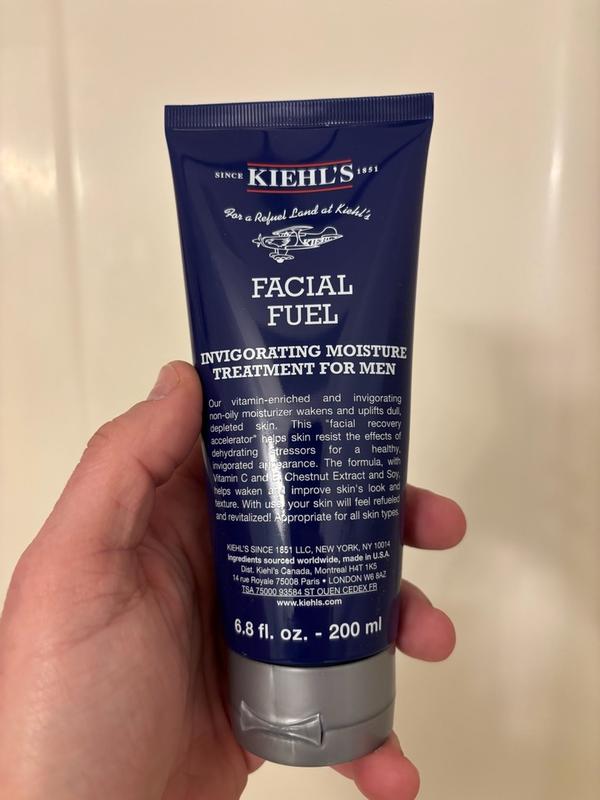 SINCE KIEHL'S 1851
For a Refuel Land at Kiehl's
KIEHL'S
FACIAL
FUEL
INVIGORATING MOISTURE
TREATMENT FOR MEN
Our vitamin-enriched and invigorating
non-oily moisturizer wakens and uplifts dull,
depleted skin. This "facial recovery
accelerator" helps skin resist the effects of
dehydrating stressors for a healthy,
invigorated appearance. The formula, with
Vitamin C and E, Chestnut Extract and Soy,
helps waken and improve skin's look and
texture. With use, your skin will feel refueled
and revitalized! Appropriate for all skin types.
KIEHL'S SINCE 1851 LLC, NEW YORK, NY 10014
Ingredients sourced worldwide, made in U.S.A.
Dist. Kiehl's Canada, Montreal H4T 1K5
14 rue Royale 75008 Paris • LONDON W6 8AZ
TSA 75000 93584 ST OUEN CEDEX FR
www.kiehls.com
6.8 fl. oz. - 200 ml